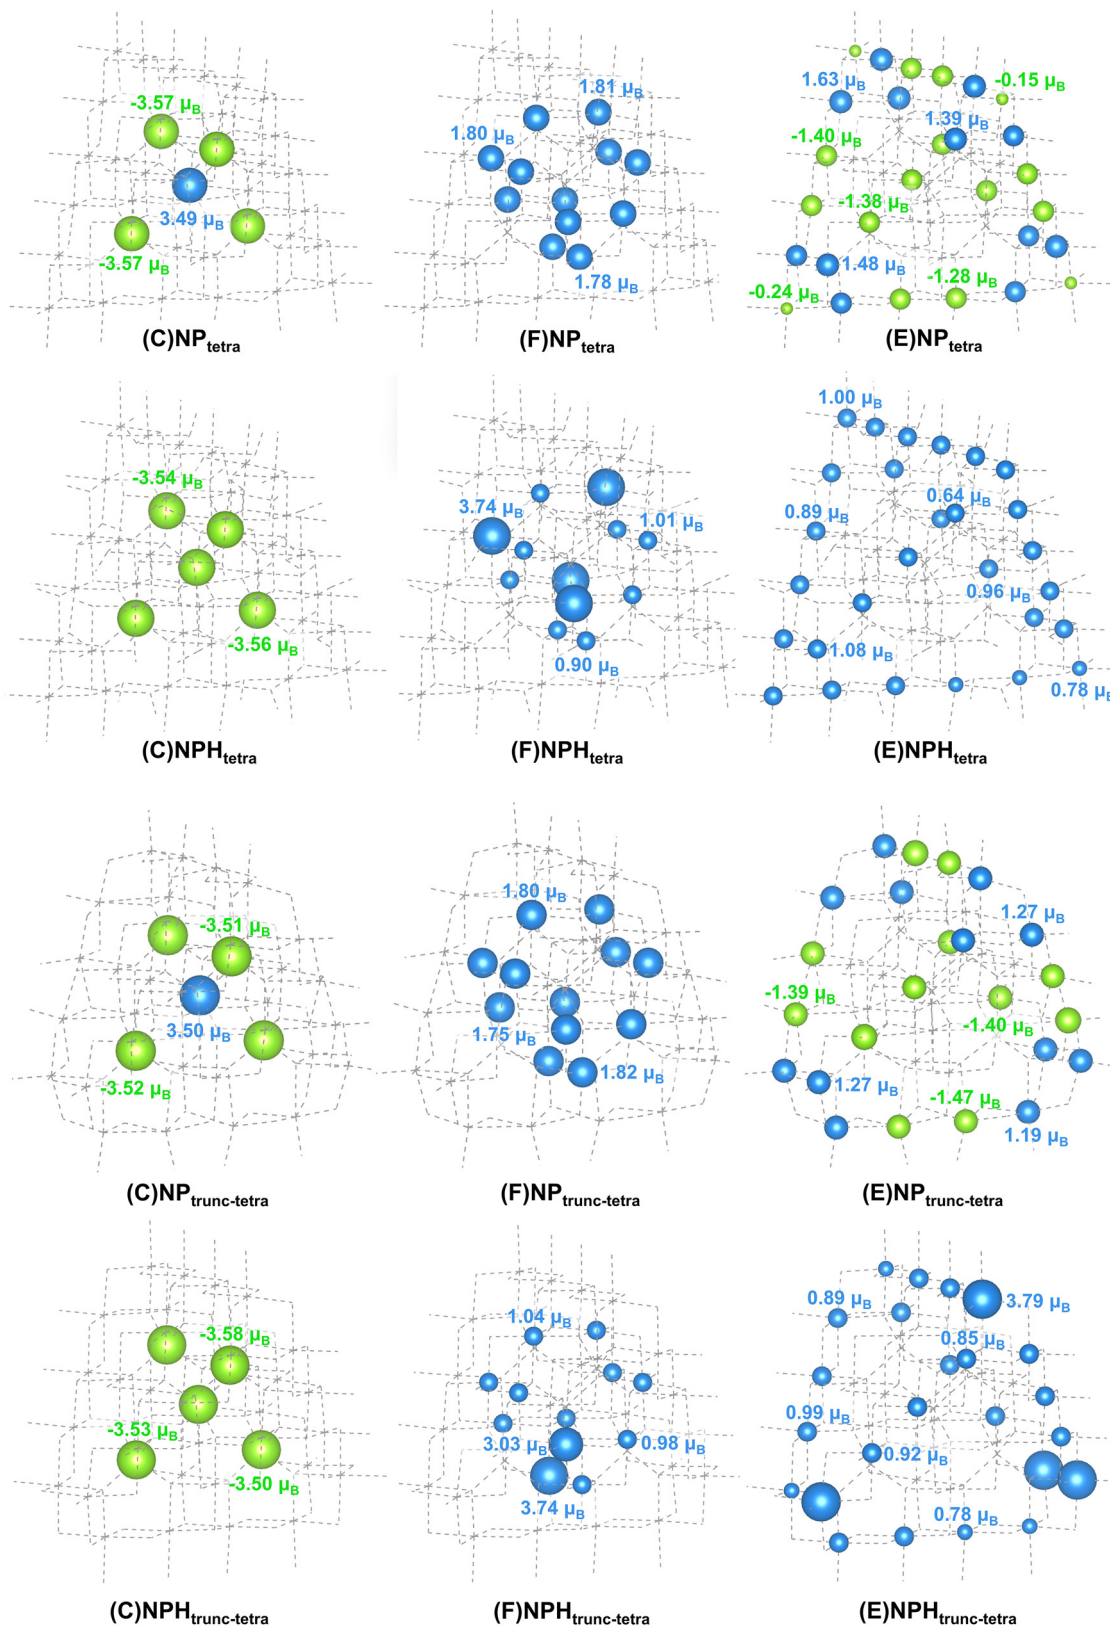 -3.57 μB
3.49 μB
-3.57 μB
(C)NPtetra
1.81 μB
1.80 μB
1.78 μB
(F)NPtetra
1.63 μB
-0.15 μB
1.39 μB
-1.40 μB
-1.38 μB
1.48 μB
-1.28 μB
-0.24 μB
(E)NPtetra
-3.54 μB
-3.56 μB
(C)NPHtetra
3.74 μB
1.01 μB
0.90 μB
(F)NPHtetra
1.00 μB
0.64 μB
0.89 μB
0.96 μB
1.08 μB
0.78 μB
(E)NPHtetra
-3.51 μB
3.50 μB
-3.52 μB
(C)NPtrunc-tetra
1.80 μB
1.75 μB
1.82 μB
(F)NPtrunc-tetra
1.27 μB
-1.39 μB
-1.40 μB
1.27 μB
-1.47 μB
1.19 μB
(E)NPtrunc-tetra
-3.58 μB
-3.53 μB
-3.50 μB
(C)NPHtrunc-tetra
1.04 μB
3.03 μB
0.98 μB
3.74 μB
(F)NPHtrunc-tetra
0.89 μB
3.79 μB
0.85 μB
0.99 μB
0.92 μB
0.78 μB
(E)NPHtrunc-tetra